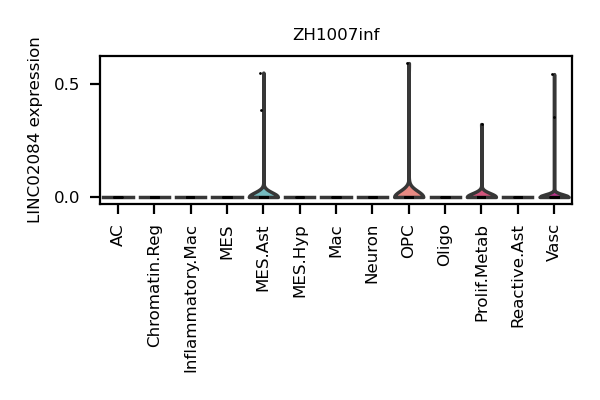 ZH1007inf
LINC02084 expression
0.5
0.0
AC
Chromatin.Reg
Inflammatory.Mac
MES
MES.Ast
MES.Hyp
Mac
Neuron
OPC
Oligo
Prolif.Metab
Reactive.Ast
Vasc